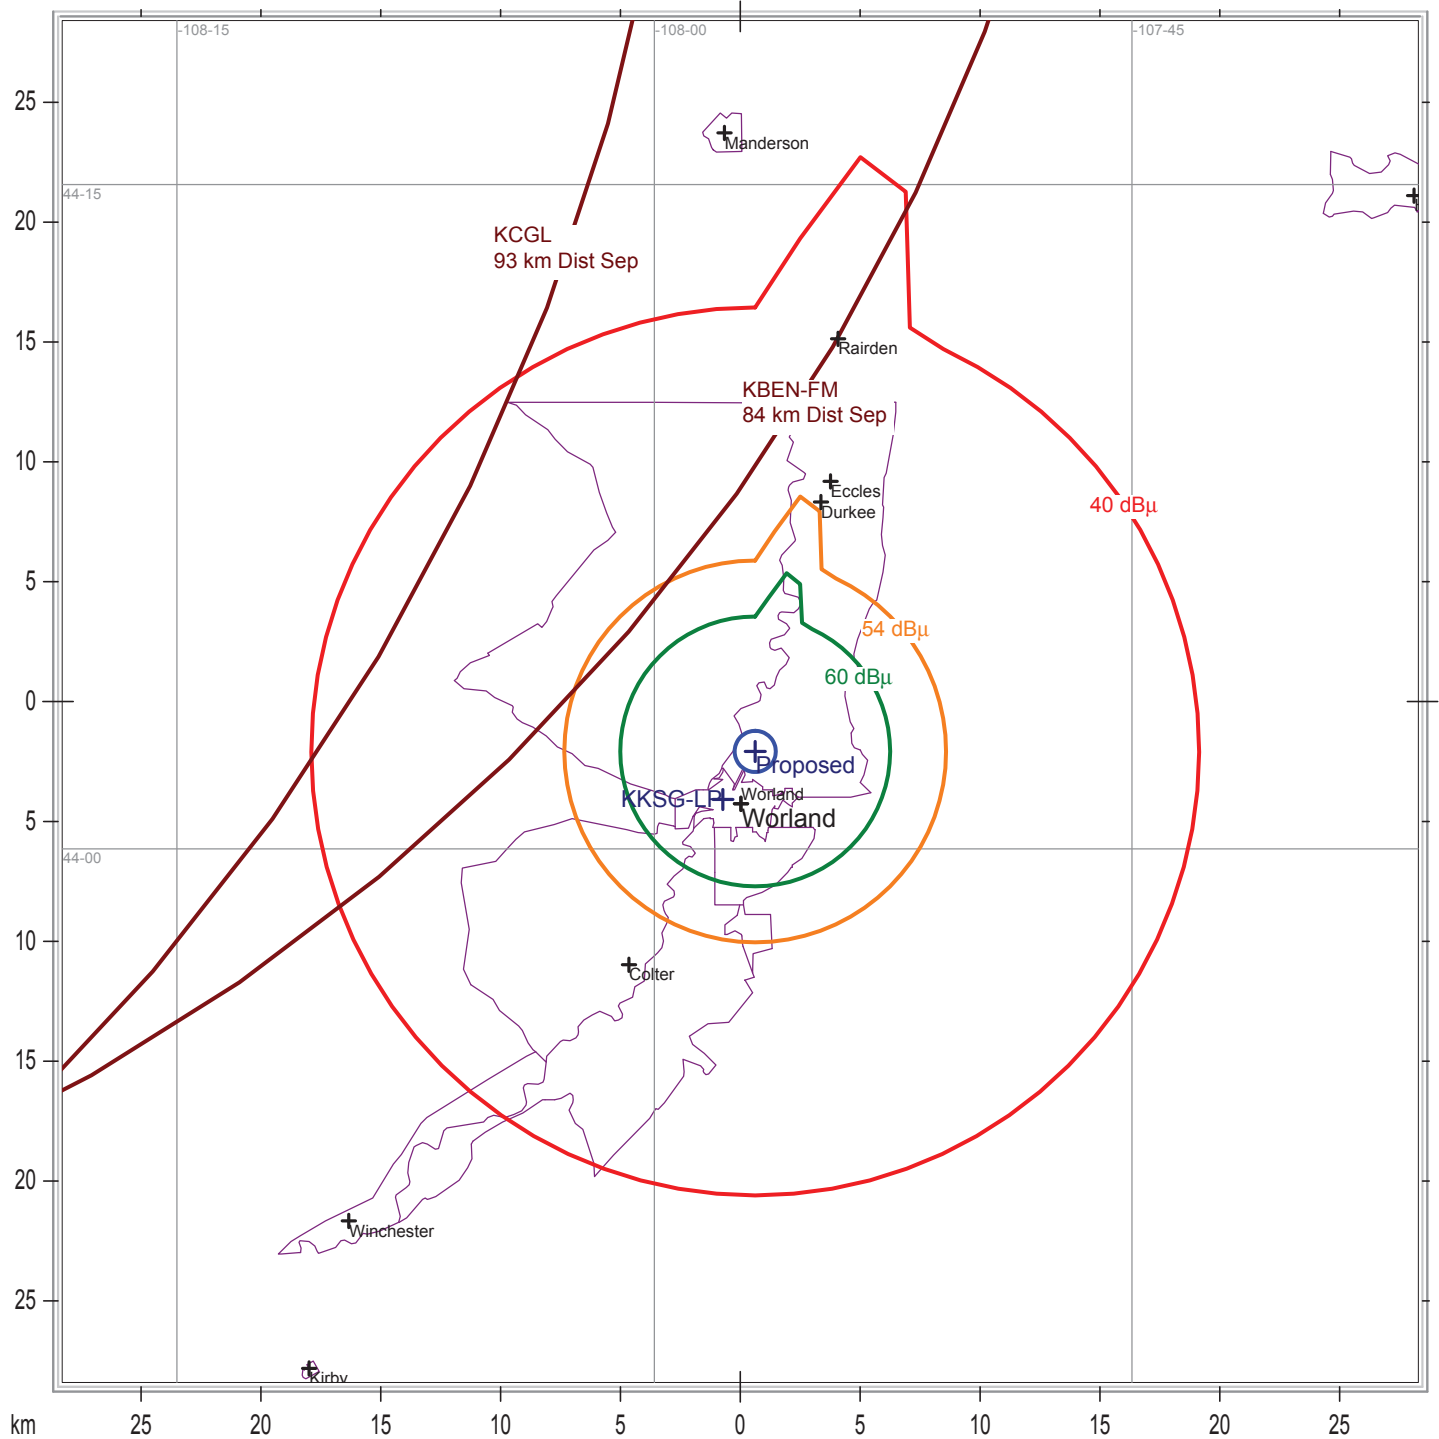 -108-15
-108-00
-107-45
25
Manderson
44-15
20
KCGL
93 km Dist Sep
15
Rairden
KBEN-FM
84 km Dist Sep
10
Eccles
Durkee
40 dBµ
5
54 dBµ
60 dBµ
0
Proposed
KKSG-LP
Worland
Worland
5
44-00
10
Colter
15
20
Winchester
25
Kirby
km
25
20
15
10
5
0
5
10
15
20
25